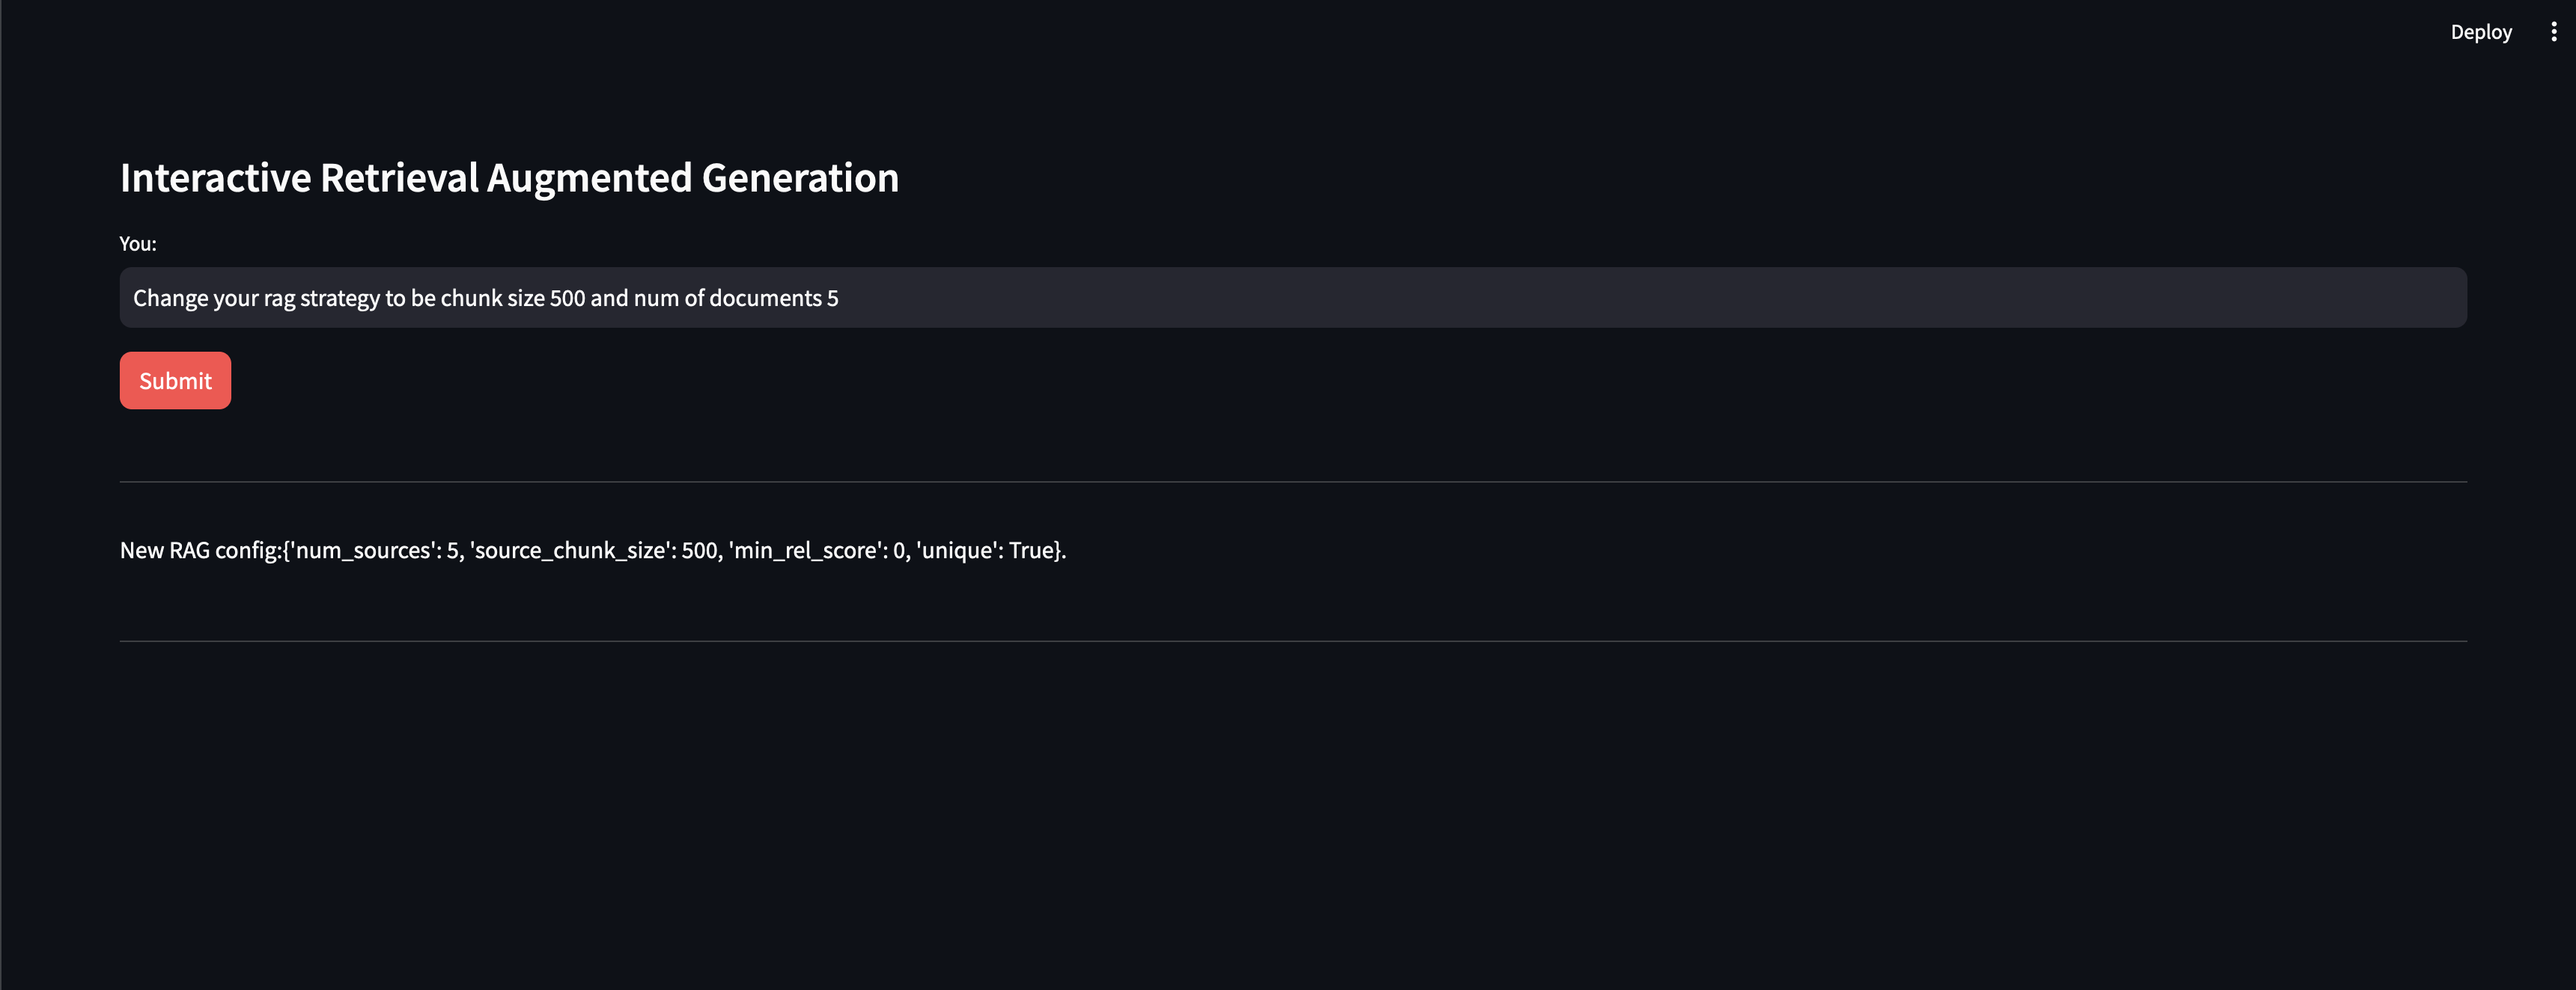 Deploy
Interactive Retrieval Augmented Generation
You:
Change your rag strategy to be chunk size 500 and num of documents 5
Submit
New RAG config:{'num_sources': 5, 'source_chunk_size': 500, 'min_rel_score': 0, 'unique': True}.